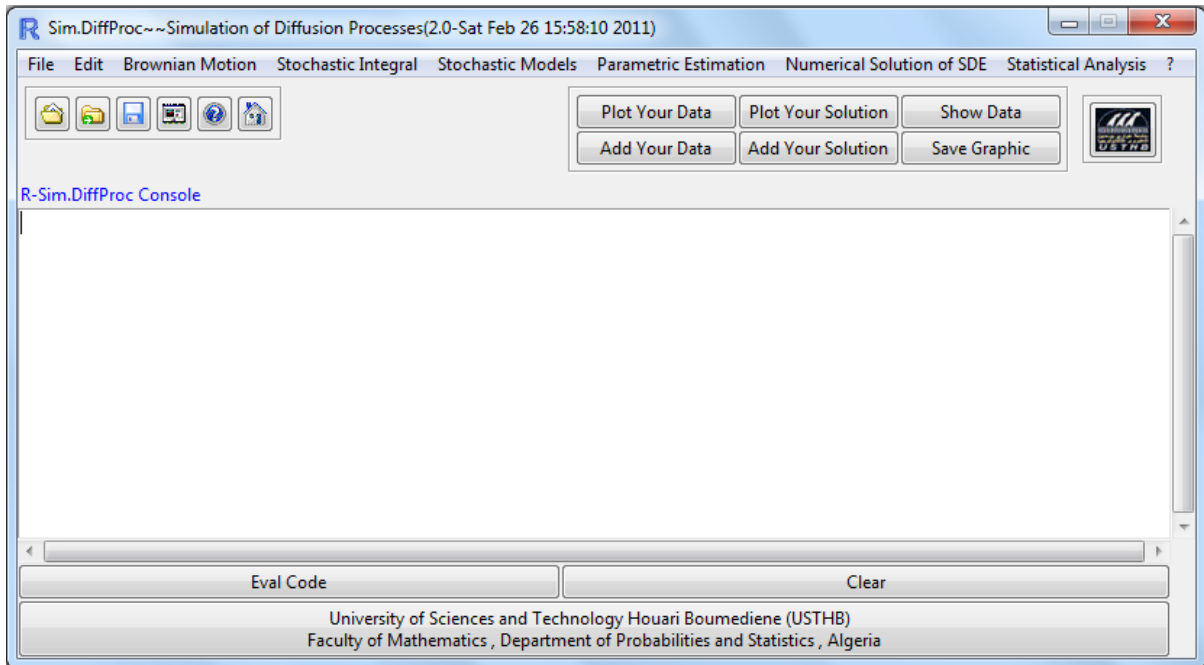 Sim.DiffProc~~Simulation of Diffusion Processes(2.0-Sat Feb 26 15:58:10 2011)
File Edit Brownian Motion Stochastic Integral Stochastic Models Parametric Estimation Numerical Solution of SDE Statistical Analysis ?
Plot Your Data Plot Your Solution Show Data
Add Your Data Add Your Solution Save Graphic
USTHB
R-Sim.DiffProc Console
Eval Code Clear
University of Sciences and Technology Houari Boumediene (USTHB)
Faculty of Mathematics , Department of Probabilities and Statistics , Algeria